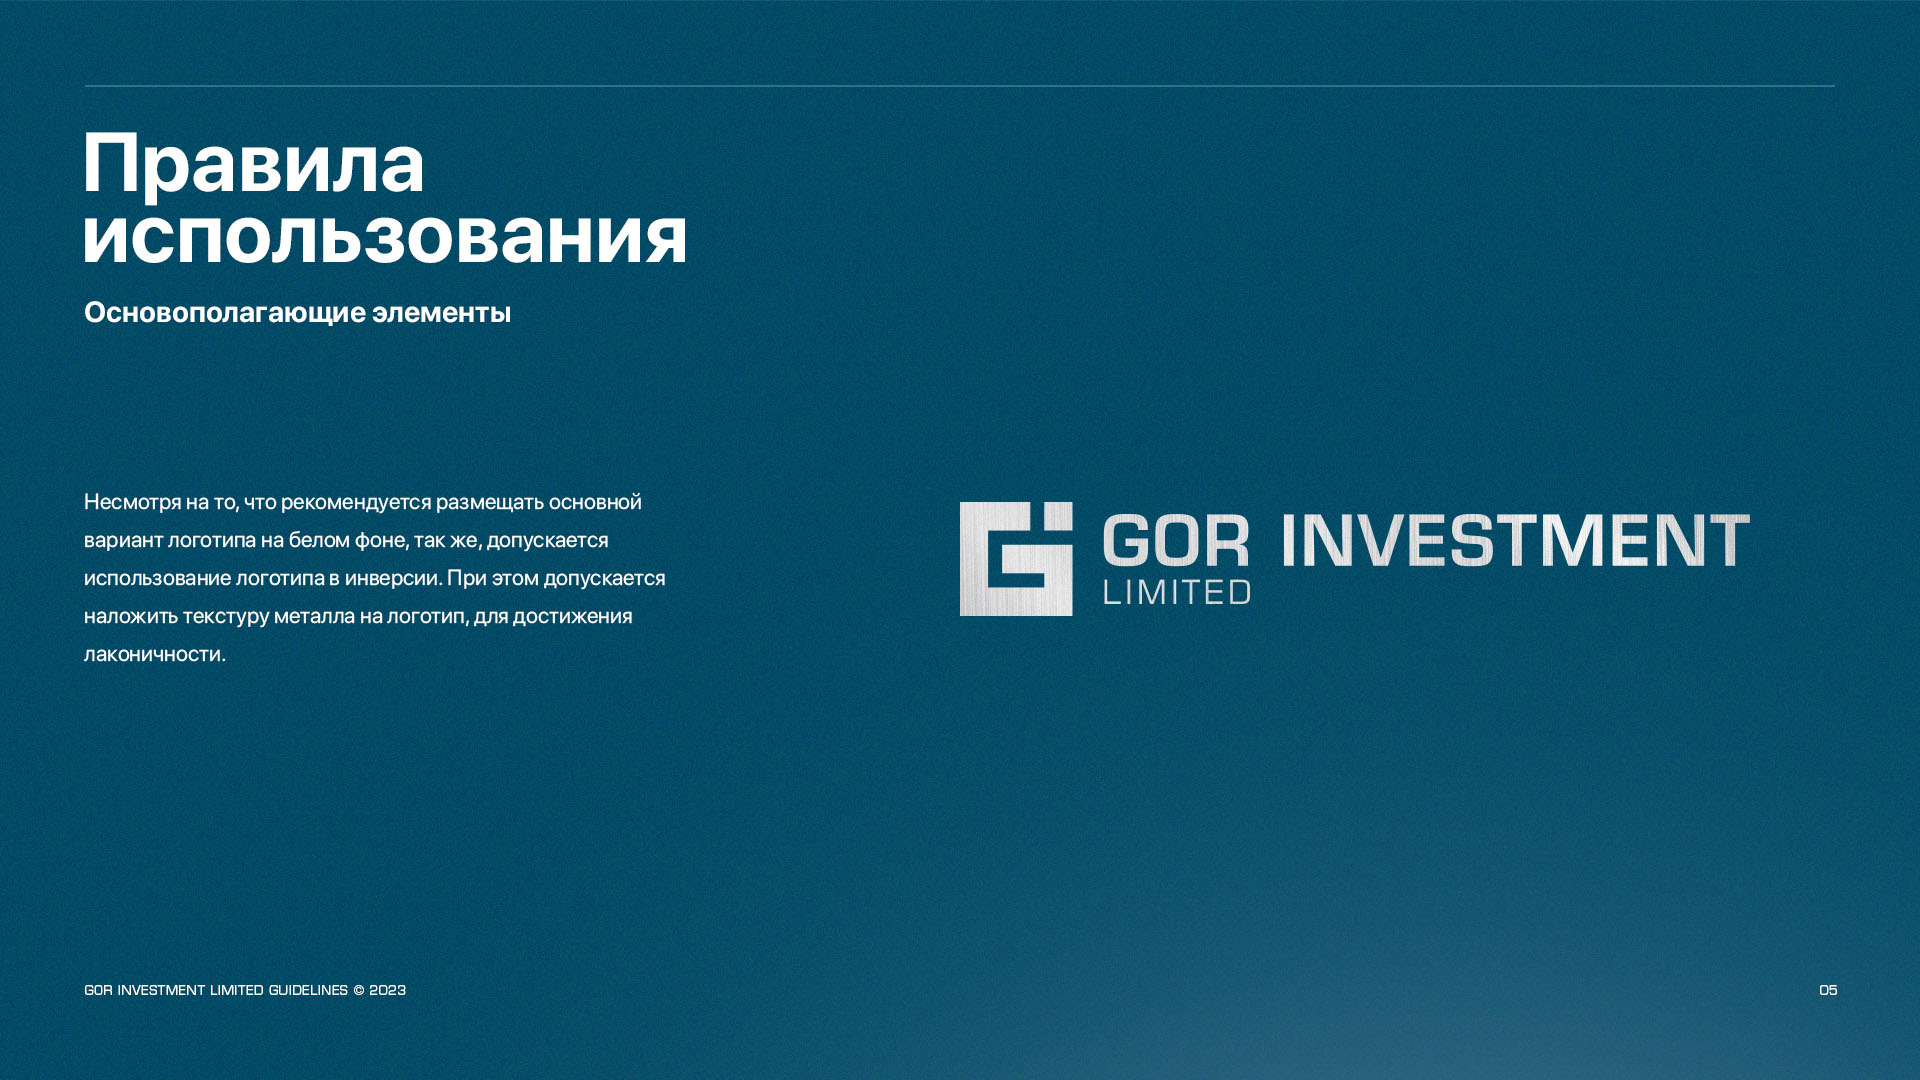 Правила
использования
Основополагающие элементы
Несмотря на то, что рекомендуется размещать основной
вариант логотипа на белом фоне, так же, допускается
использование логотипа в инверсии. При этом допускается
наложить текстуру металла на логотип, для достижения
лаконичности.
GOR INVESTMENT
LIMITED
GOR INVESTMENT LIMITED GUIDELINES © 2023
05